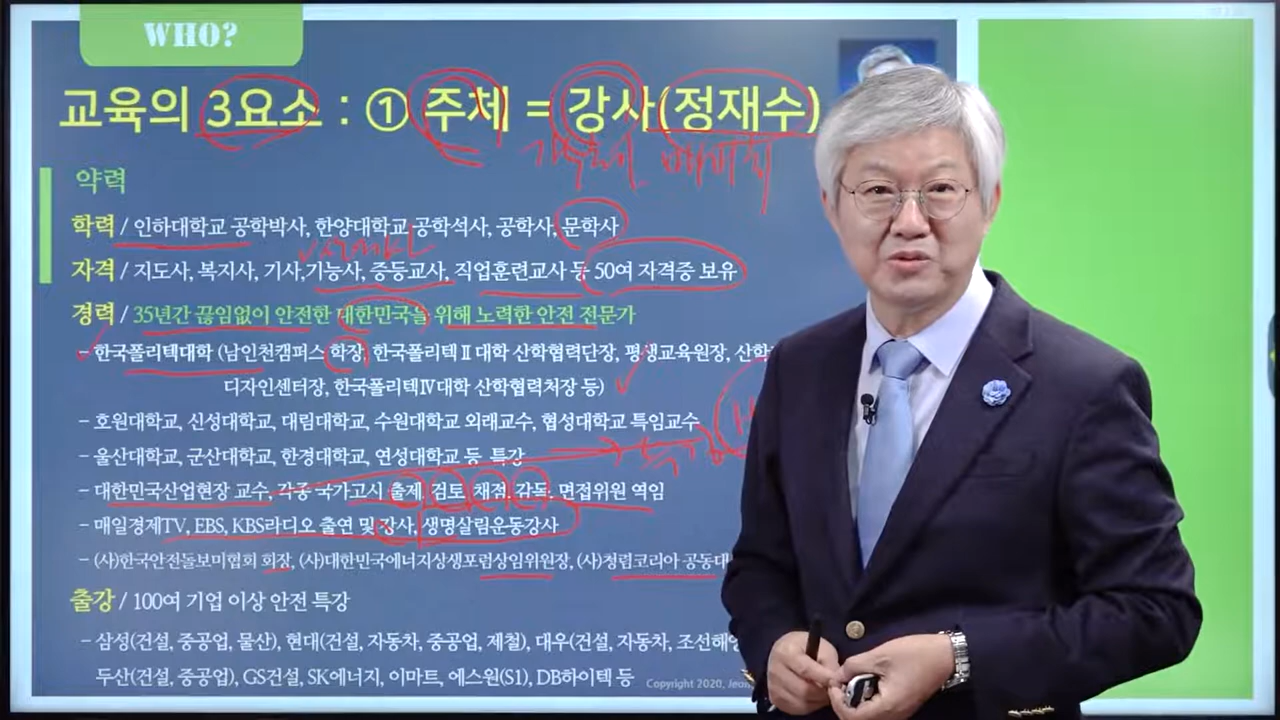 WHO?
교육의 3요소 : ① 주체 = 강사(정재수)
약력
학력 / 인하대학교 공학박사, 한양대학교 공학석사, 공학사, 문학사
자격 / 지도사, 복지사, 기사,기능사, 중등교사, 직업훈련교사 등 50여 자격증 보유
경력 / 35년간 끊임없이 안전한 대한민국을 위해 노력한 안전 전문가
- 한국폴리텍대학 (남인천캠퍼스 학장, 한국폴리텍Ⅱ대학 산학협력단장, 평생교육원장, 산학
디자인센터장, 한국폴리텍Ⅳ대학 산학협력처장 등)
- 호원대학교, 신성대학교, 대림대학교, 수원대학교 외래교수, 협성대학교 특임교수
- 울산대학교, 군산대학교, 한경대학교, 연성대학교 등 특강
- 대한민국산업현장 교수, 각종 국가고시 출제, 검토, 채점, 감독, 면접위원 역임
- 매일경제TV, EBS, KBS라디오 출연 및 강사, 생명살림운동강사
- (사)한국안전돌보미협회 회장, (사)대한민국에너지상생포럼상임위원장, (사)청렴코리아 공동대
출강 / 100여 기업 이상 안전 특강
- 삼성(건설, 중공업, 물산), 현대(건설, 자동차, 중공업, 제철), 대우(건설, 자동차, 조선해양
두산(건설, 중공업), GS건설, SK에너지, 이마트, 에스원(S1), DB하이텍 등
Copyright 2020,